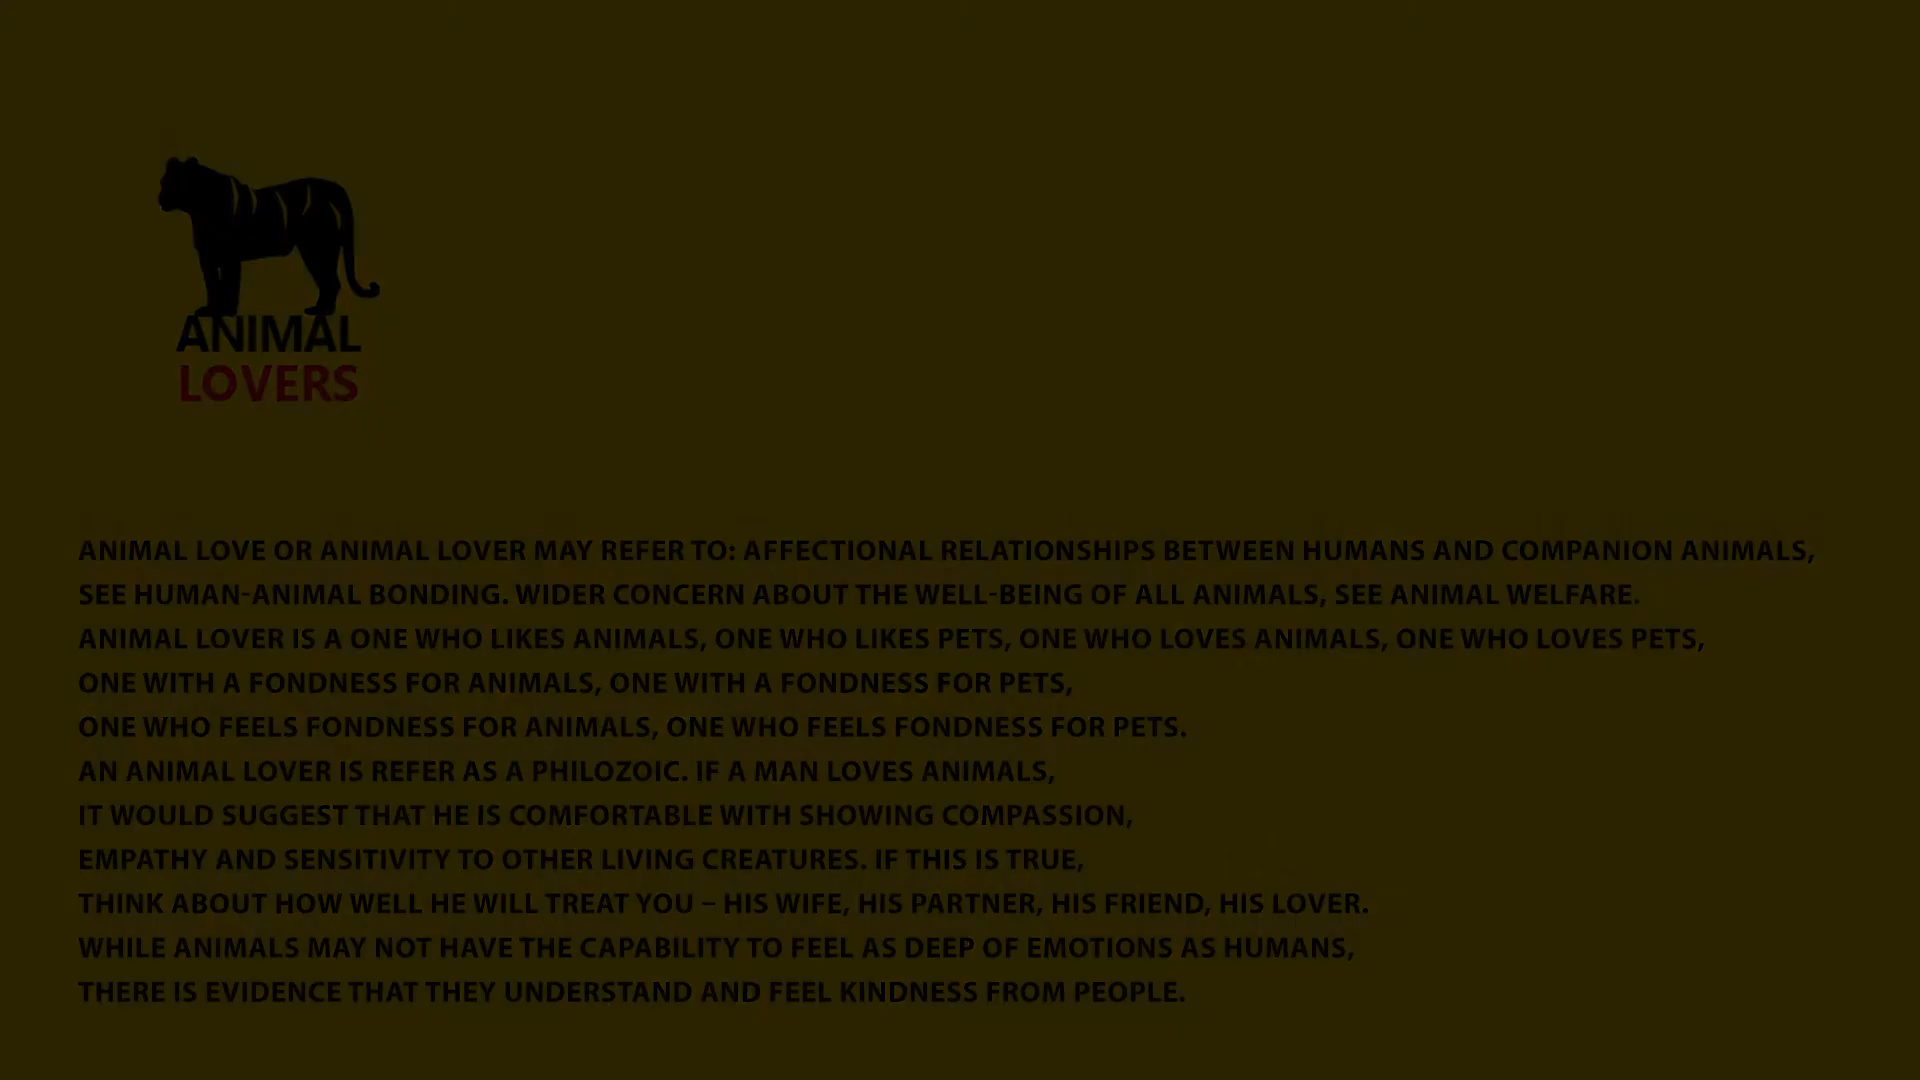 ANIMAL
LOVERS
ANIMAL LOVE OR ANIMAL LOVER MAY REFER TO: AFFECTIONAL RELATIONSHIPS BETWEEN HUMANS AND COMPANION ANIMALS,
SEE HUMAN-ANIMAL BONDING. WIDER CONCERN ABOUT THE WELL-BEING OF ALL ANIMALS, SEE ANIMAL WELFARE.
ANIMAL LOVER IS A ONE WHO LIKES ANIMALS, ONE WHO LIKES PETS, ONE WHO LOVES ANIMALS, ONE WHO LOVES PETS,
ONE WITH A FONDNESS FOR ANIMALS, ONE WITH A FONDNESS FOR PETS,
ONE WHO FEELS FONDNESS FOR ANIMALS, ONE WHO FEELS FONDNESS FOR PETS.
AN ANIMAL LOVER IS REFER AS A PHILOZOIC. IF A MAN LOVES ANIMALS,
IT WOULD SUGGEST THAT HE IS COMFORTABLE WITH SHOWING COMPASSION,
EMPATHY AND SENSITIVITY TO OTHER LIVING CREATURES. IF THIS IS TRUE,
THINK ABOUT HOW WELL HE WILL TREAT YOU – HIS WIFE, HIS PARTNER, HIS FRIEND, HIS LOVER.
WHILE ANIMALS MAY NOT HAVE THE CAPABILITY TO FEEL AS DEEP OF EMOTIONS AS HUMANS,
THERE IS EVIDENCE THAT THEY UNDERSTAND AND FEEL KINDNESS FROM PEOPLE.